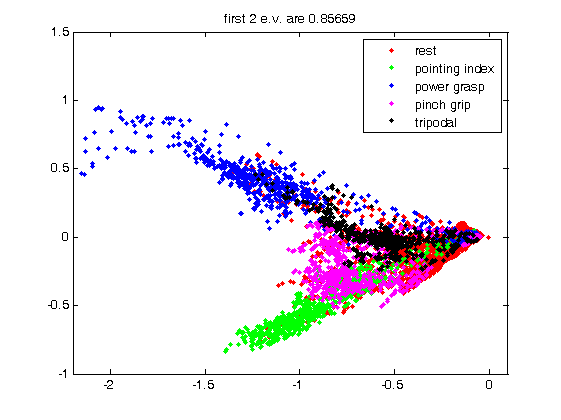 first 2 e.v. are 0.85659
1.5
rest
pointing index
power grasp
pinch grip
tripodal
1
0.5
0
-0.5
-1
-2 -1.5 -1 -0.5 0